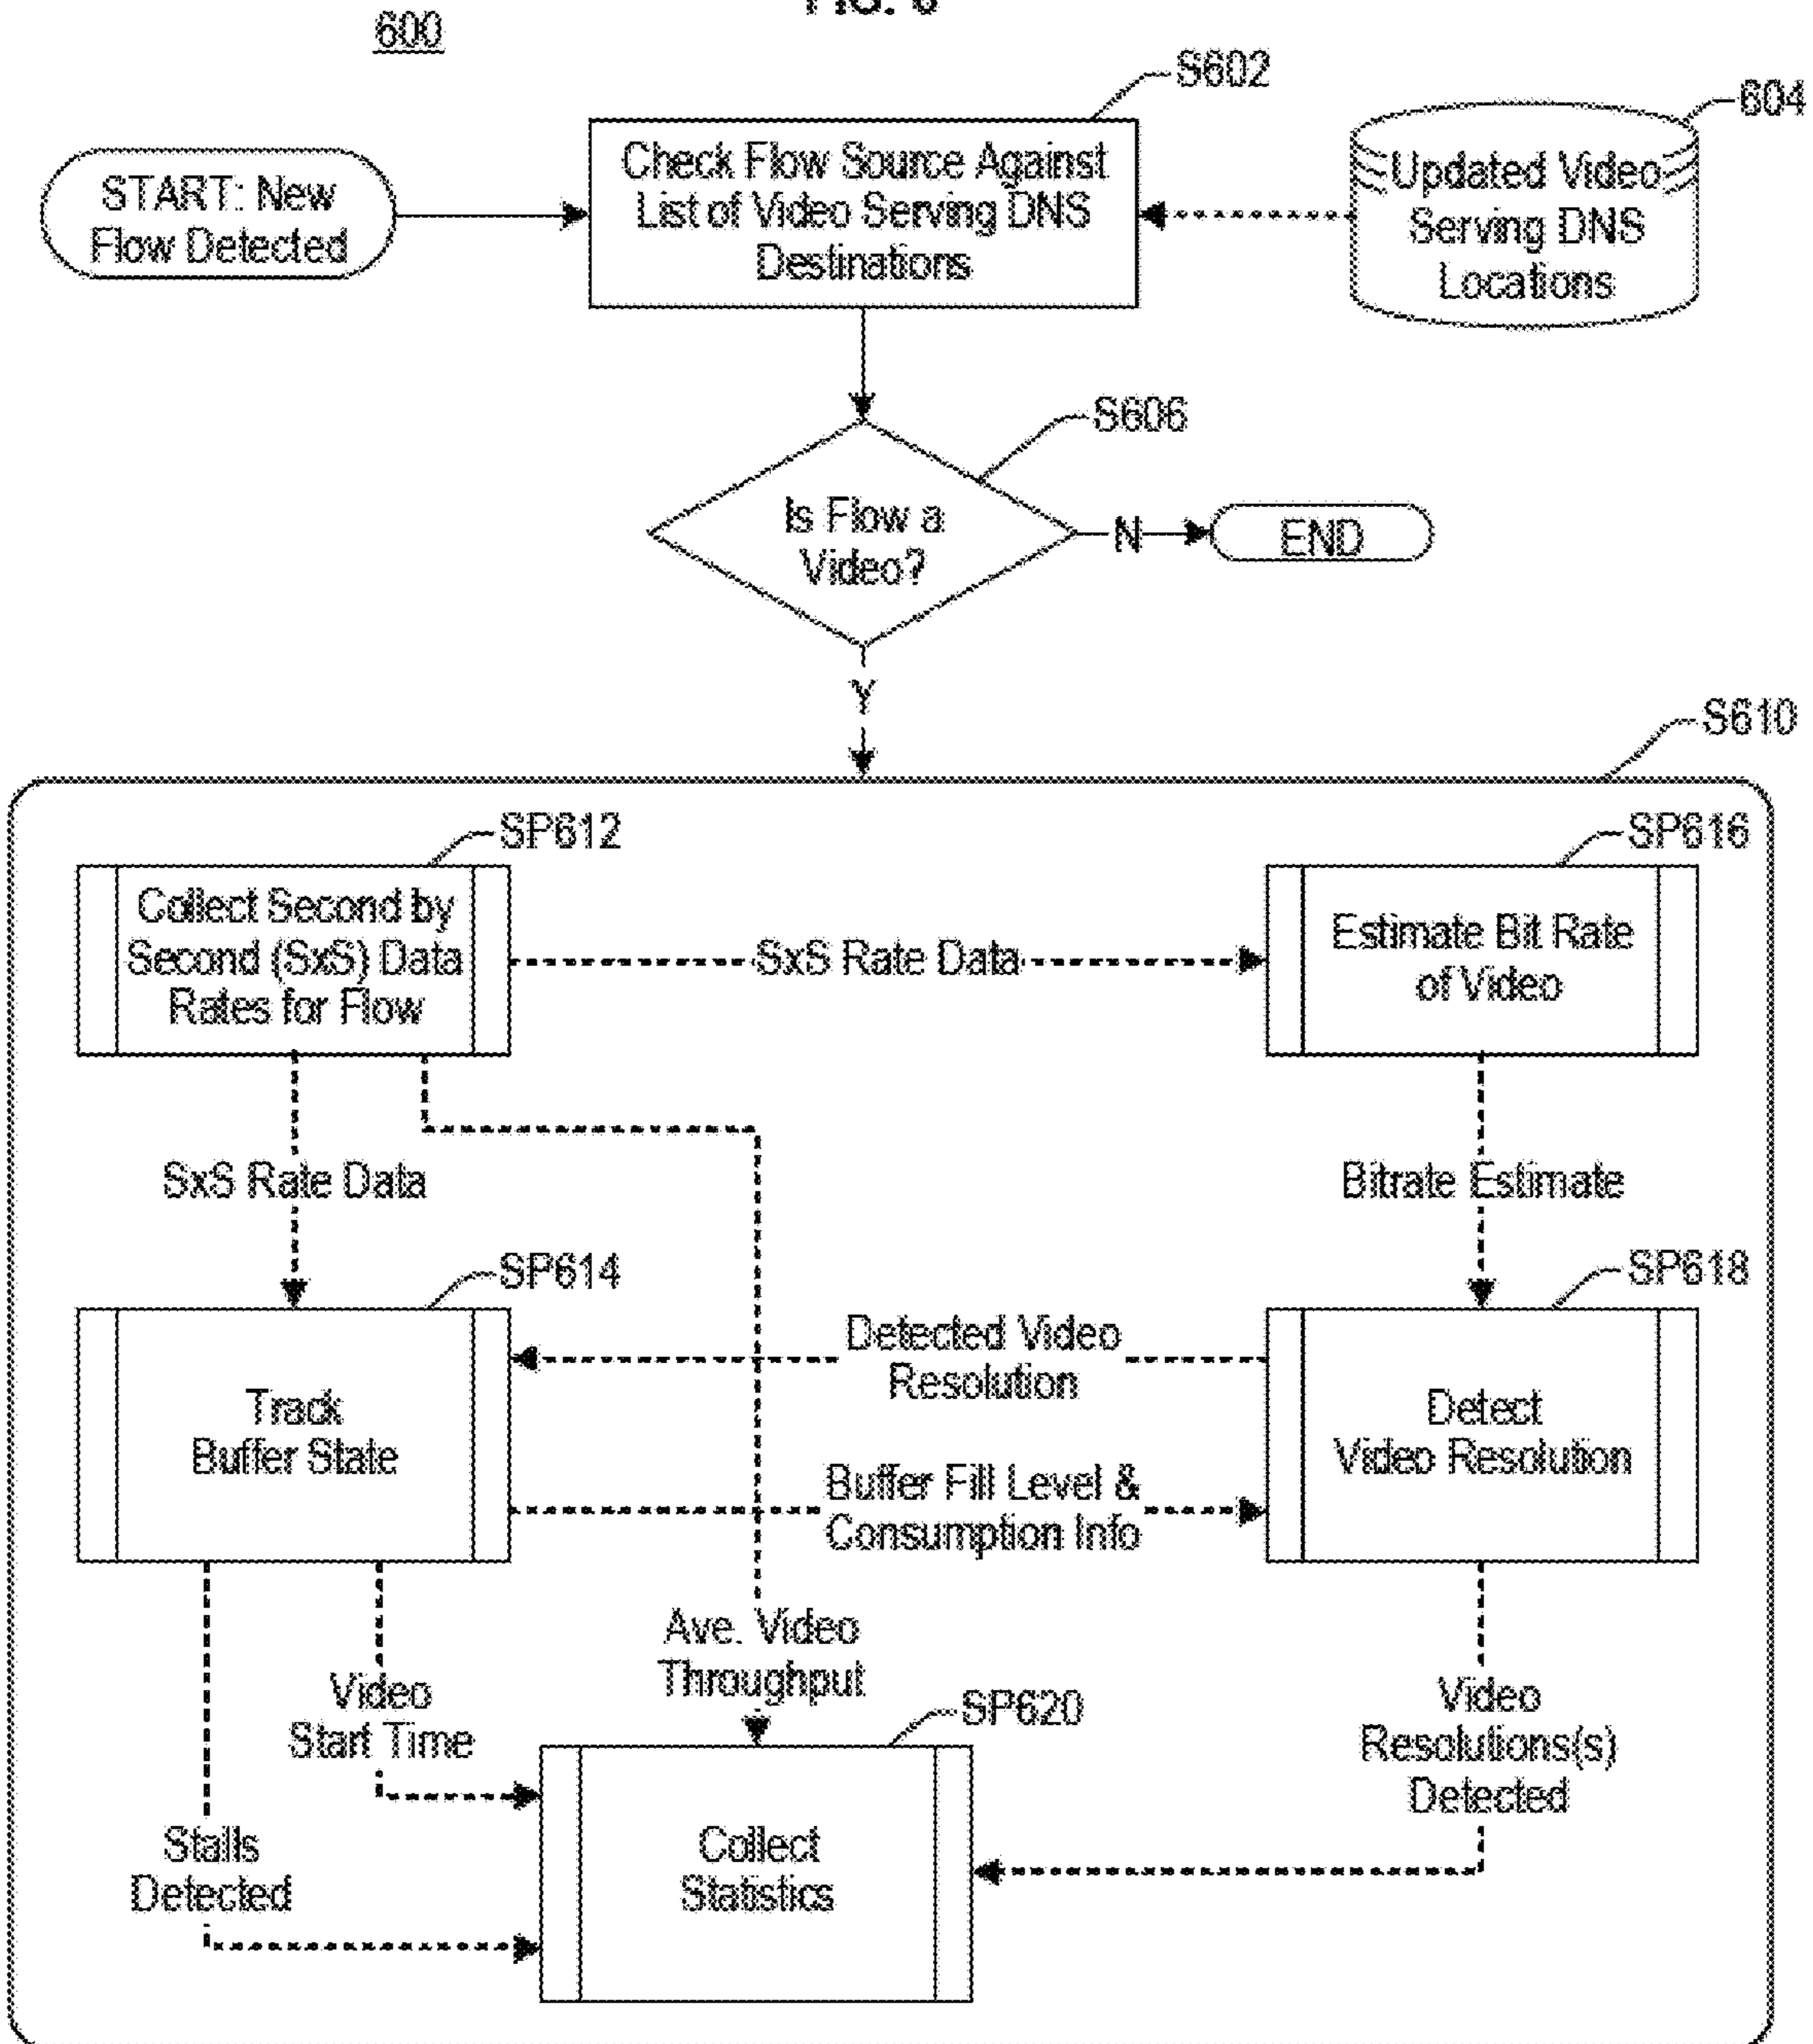 FIG. 6
600
S602
604
START: New
Flow Detected
Check Flow Source Against
List of Video Serving DNS
Destinations
Updated Video
Serving DNS
Locations
S606
Is Flow a
Video?
N
END
Y
S610
SP612
SP616
Collect Second by
Second (SxS) Data
Rates for Flow
SxS Rate Data
Estimate Bit Rate
of Video
SxS Rate Data
Bitrate Estimate
SP614
SP618
Track
Buffer State
Detected Video
Resolution
Buffer Fill Level &
Consumption Info
Detect
Video Resolution
Ave. Video
Throughput
Video
Start Time
SP620
Video
Resolutions(s)
Detected
Stalls
Detected
Collect
Statistics